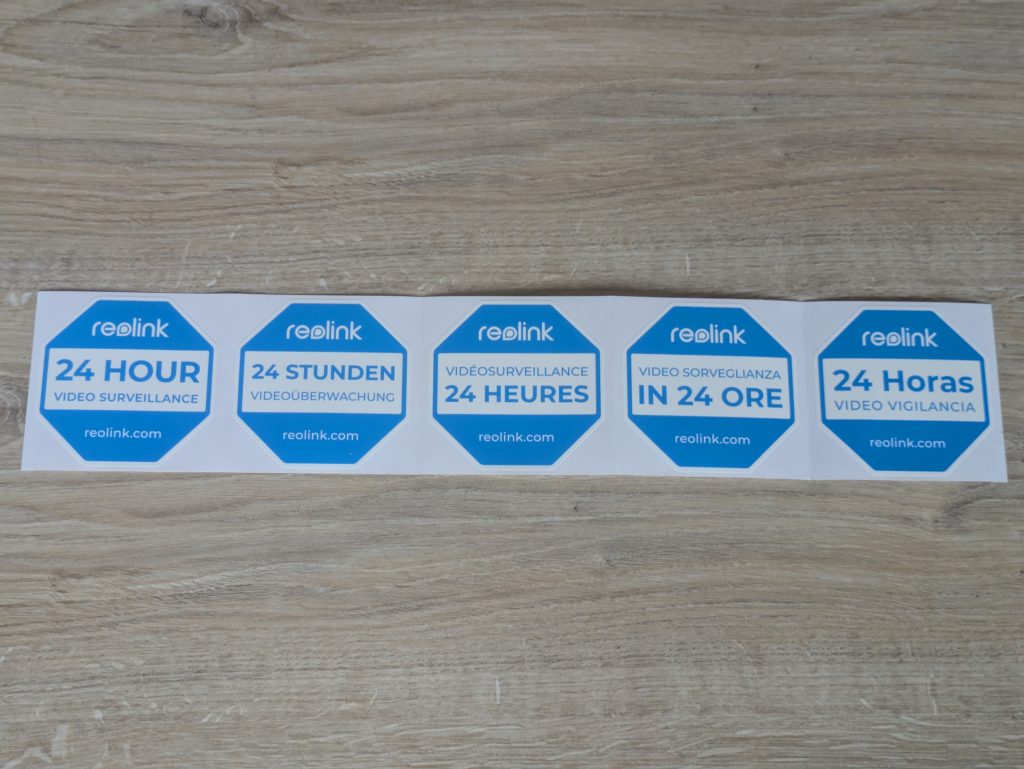 reolink
24 HOUR
VIDEO SURVEILLANCE
reolink.com
reolink
24 STUNDEN
VIDEOÜBERWACHUNG
reolink.com
reolink
VIDÉOSURVEILLANCE
24 HEURES
reolink.com
reolink
VIDEO SORVEGLIANZA
IN 24 ORE
reolink.com
reolink
24 Horas
VIDEO VIGILANCIA
reolink.com